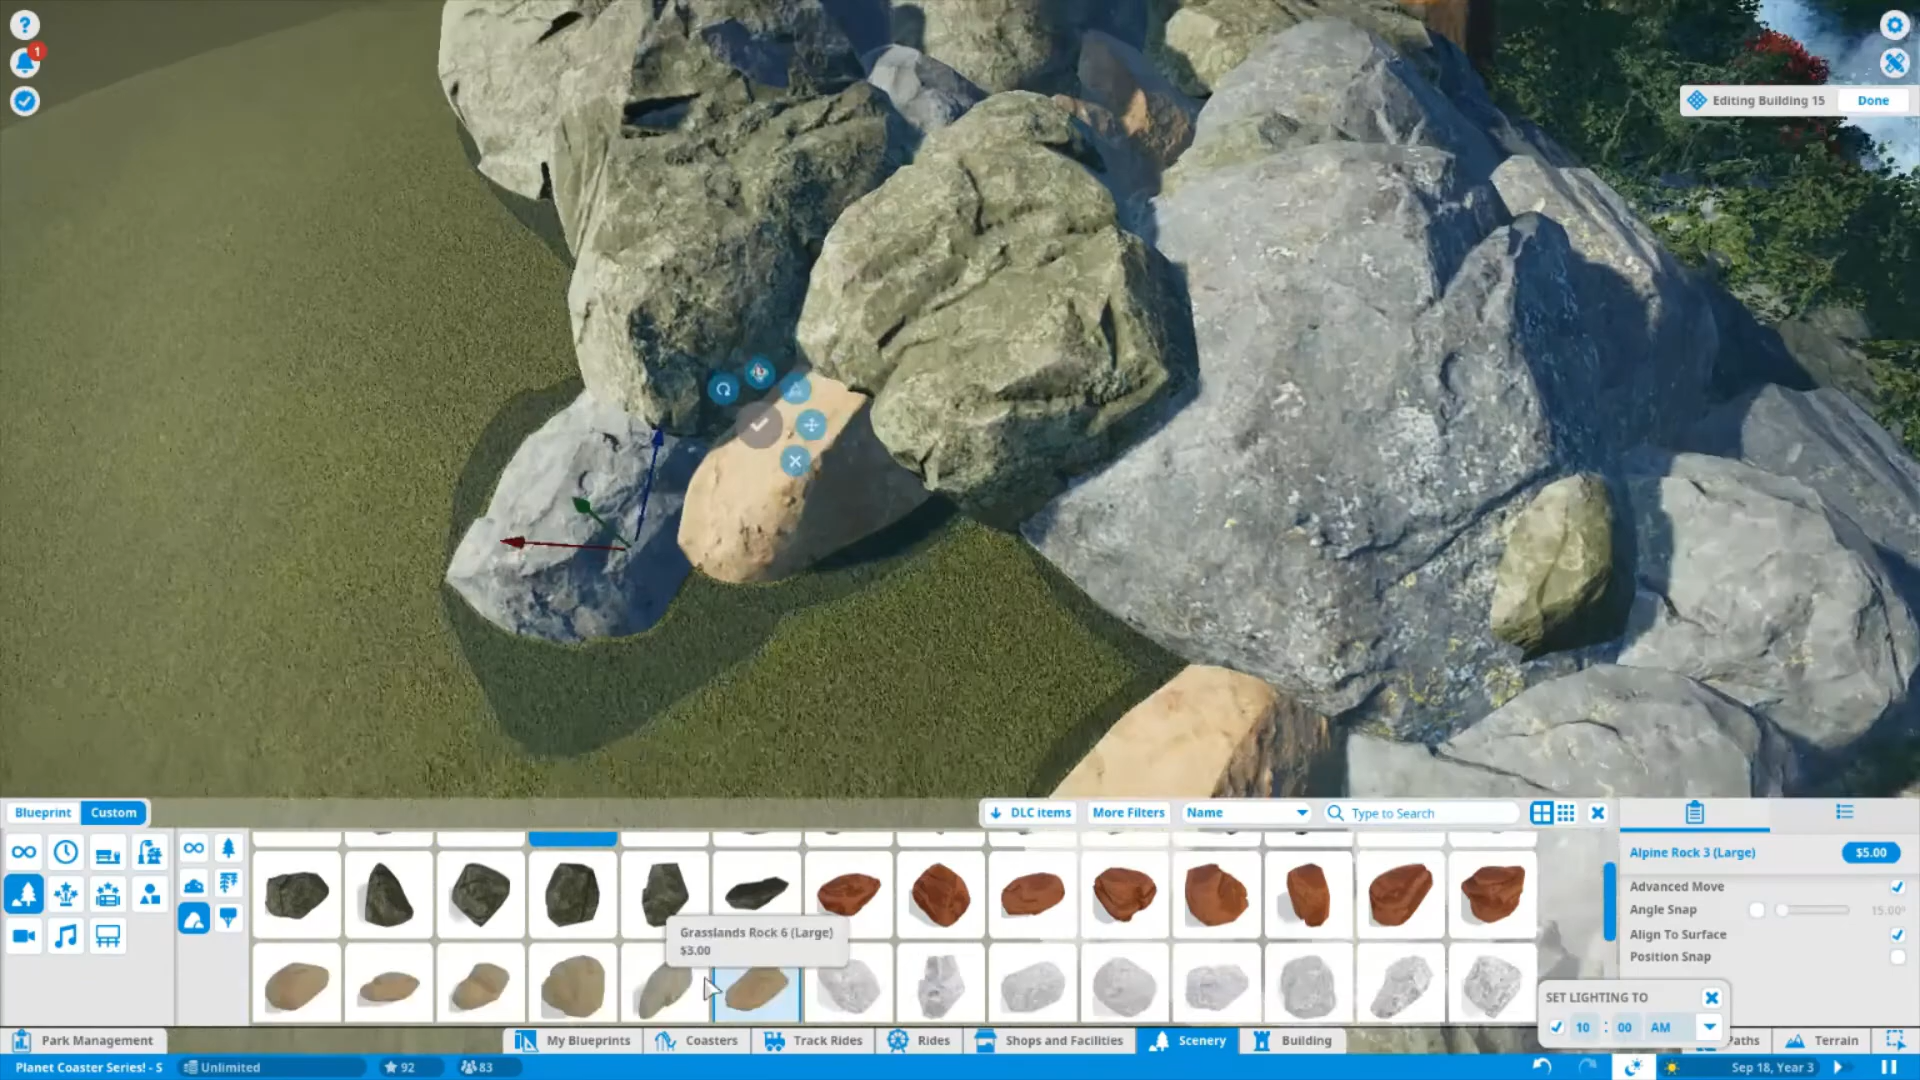 ?
1
Editing Building 15 Done
Blueprint Custom
DLC items More Filters Name Type to Search
Grasslands Rock 6 (Large)
$3.00
Alpine Rock 3 (Large) $5.00
Advanced Move
Angle Snap 15.00°
Align To Surface
Position Snap
SET LIGHTING TO
10 : 00 AM
Park Management My Blueprints Coasters Track Rides Rides Shops and Facilities Scenery Building Paths Terrain
Planet Coaster Series! - S Unlimited 92 83 Sep 18, Year 3